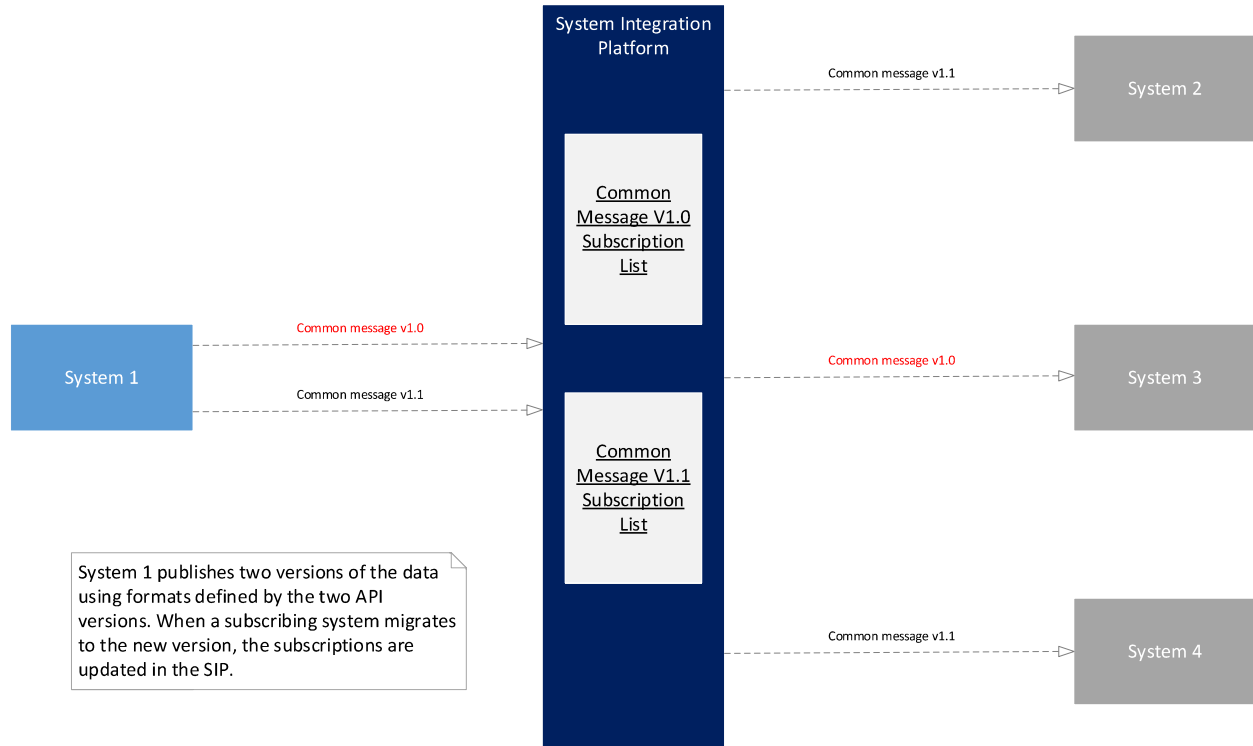 System Integration
Platform
Common message v1.1
System 2
Common
Message V1.0
Subscription
List
Common message v1.0
System 1
Common message v1.1
Common message v1.0
System 3
Common
Message V1.1
Subscription
List
System 1 publishes two versions of the data
using formats defined by the two API
versions. When a subscribing system migrates
to the new version, the subscriptions are
updated in the SIP.
Common message v1.1
System 4